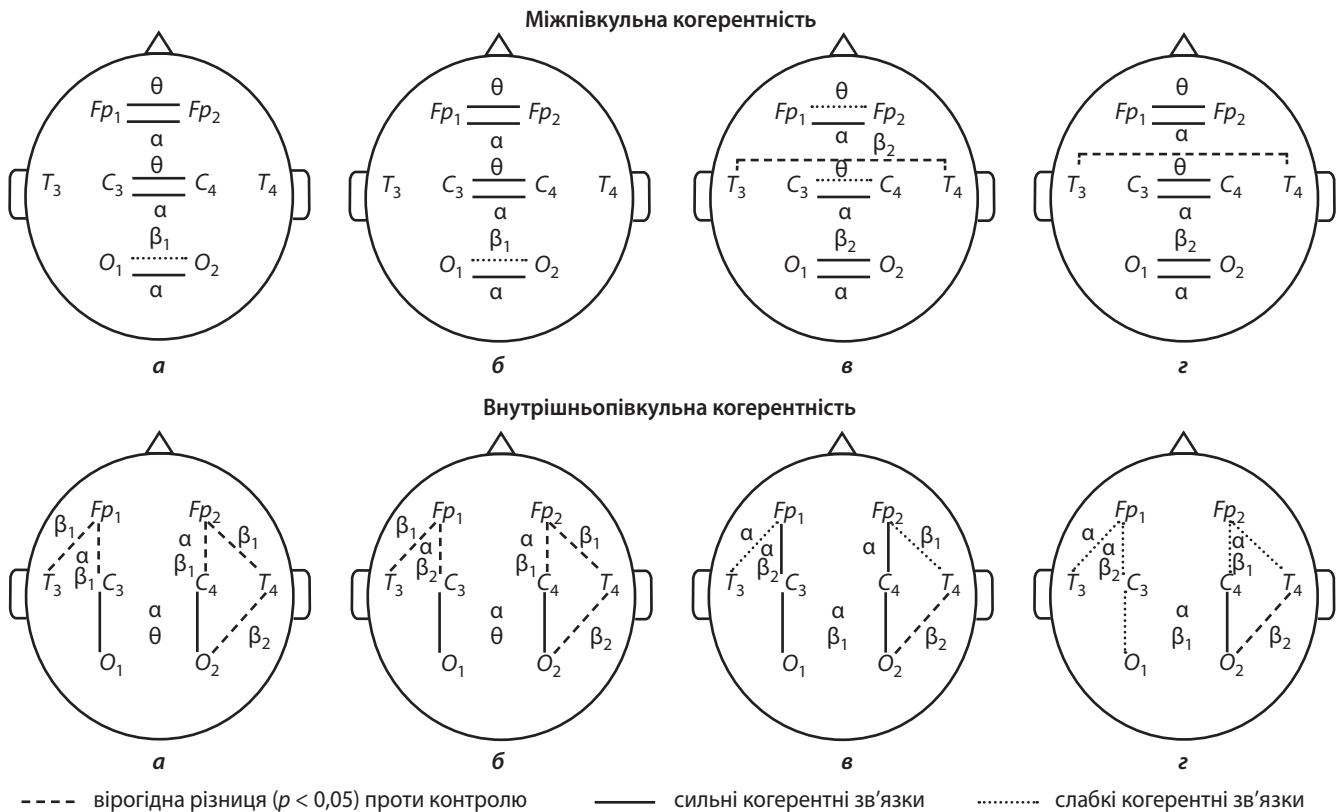 Міжпівкульна когерентність
θ θ θ θ
Fp1 Fp2 Fp1 Fp2 Fp1 Fp2 Fp1 Fp2
α α α β2 α
θ θ θ θ
T3 C3 C4 T4 T3 C3 C4 T4 T3 C3 C4 T4 T3 C3 C4 T4
α α α α
β1 β1 β2 β2
O1 O2 O1 O2 O1 O2 O1 O2
α α α α
а б в г
Внутрішньопівкульна когерентність
Fp1 Fp2 Fp1 Fp2 Fp1 Fp2 Fp1 Fp2
β1 β1 β1 β1 α β1 α
α α α α α α α α
β1 β1 β2 β1 β2 β2 β1
T3 C3 C4 T4 T3 C3 C4 T4 T3 C3 C4 T4 T3 C3 C4 T4
α α α α
θ β2 θ β2 β1 β2 β1 β2
O1 O2 O1 O2 O1 O2 O1 O2
а б в г
вірогідна різниця (p < 0,05) проти контролю сильні когерентні зв'язки слабкі когерентні зв'язки